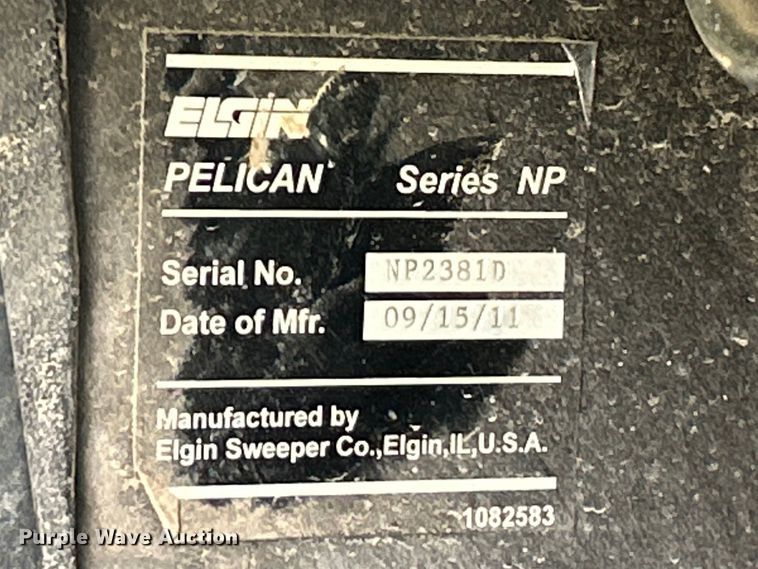 ELGIN
PELICAN Series NP
Serial No. NP2381D
Date of Mfr. 09/15/11
Manufactured by
Elgin Sweeper Co.,Elgin,IL,U.S.A.
1082583
Purple Wave Auction